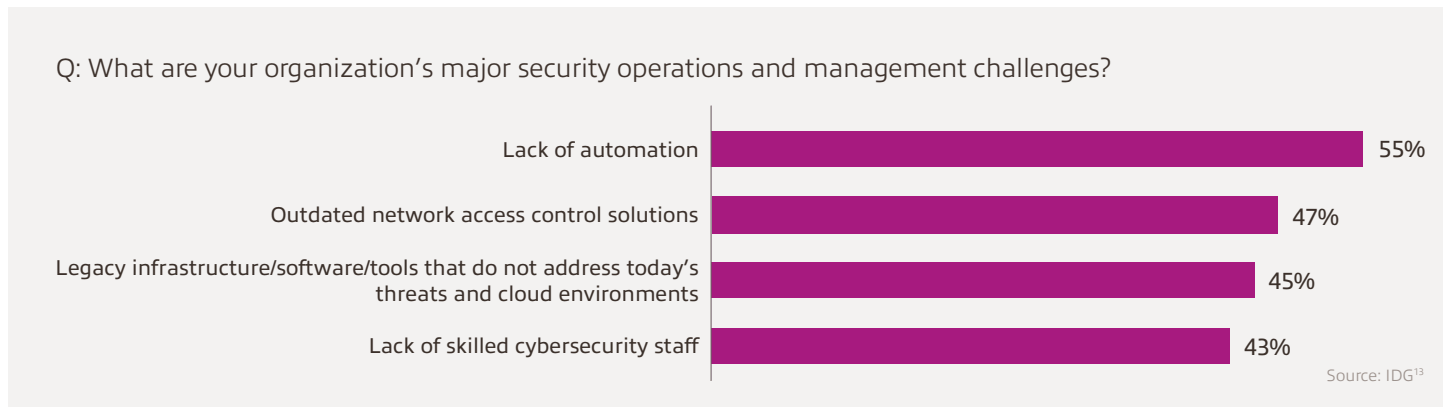 Q: What are your organization’s major security operations and management challenges?
Lack of automation
55%
Outdated network access control solutions
47%
Legacy infrastructure/software/tools that do not address today’s
threats and cloud environments
45%
Lack of skilled cybersecurity staff
43%
Source: IDG¹³